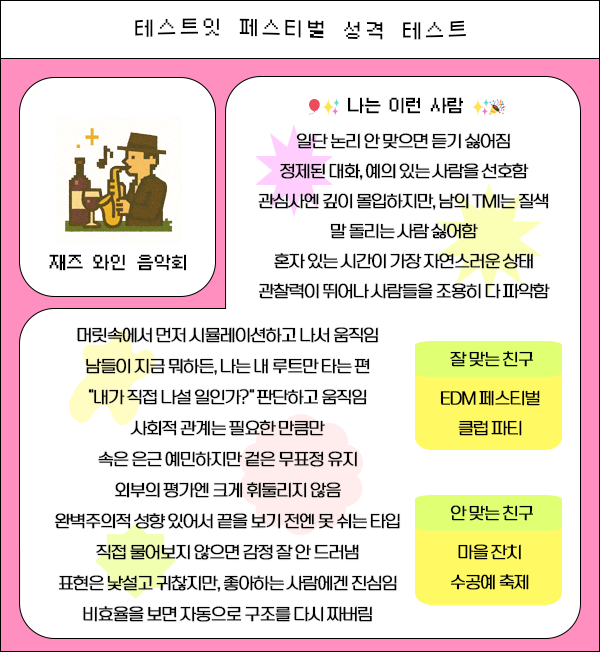 테스트잇 페스티벌 성격 테스트
재즈 와인 음악회
나는 이런 사람
일단 논리 안 맞으면 듣기 싫어짐
정제된 대화, 예의 있는 사람을 선호함
관심사엔 깊이 몰입하지만, 남의 TMI는 질색
말 돌리는 사람 싫어함
혼자 있는 시간이 가장 자연스러운 상태
관찰력이 뛰어나 사람들을 조용히 다 파악함
머릿속에서 먼저 시뮬레이션하고 나서 움직임
남들이 지금 뭐하든, 나는 내 루트만 타는 편
"내가 직접 나설 일인가?" 판단하고 움직임
사회적 관계는 필요한 만큼만
속은 은근 예민하지만 겉은 무표정 유지
외부의 평가엔 크게 휘둘리지 않음
완벽주의적 성향 있어서 끝을 보기 전엔 못 쉬는 타입
직접 물어보지 않으면 감정 잘 안 드러냄
표현은 낯설고 귀찮지만, 좋아하는 사람에겐 진심임
비효율을 보면 자동으로 구조를 다시 짜버림
잘 맞는 친구
EDM 페스티벌
클럽 파티
안 맞는 친구
마을 잔치
수공예 축제